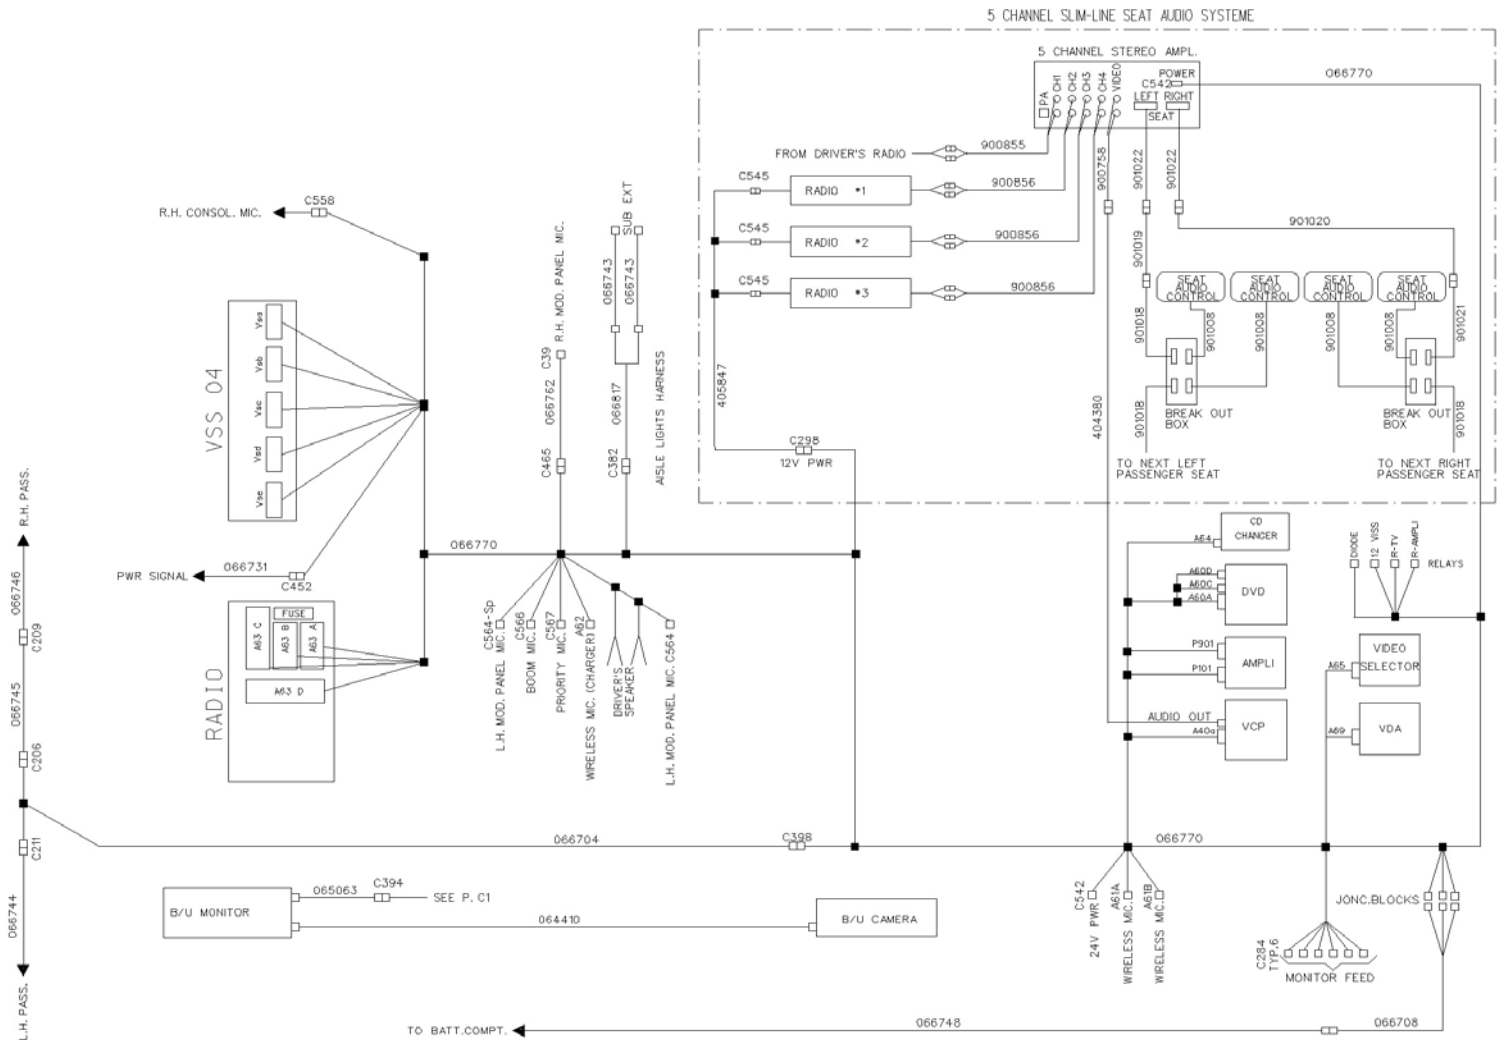 5 CHANNEL SLIM-LINE SEAT AUDIO SYSTEME
5 CHANNEL STEREO AMPL.
PA
CH1
CH2
CH3
CH4
VIDEO
POWER
C542
LEFT RIGHT
SEAT
066770
FROM DRIVER'S RADIO
900855
C545
RADIO *1
900856
C545
RADIO *2
900856
C545
RADIO *3
900856
900758
901022
901022
901020
901019
SEAT
AUDIO
CONTROL
SEAT
AUDIO
CONTROL
SEAT
AUDIO
CONTROL
SEAT
AUDIO
CONTROL
901018
901008
901008
901008
901008
901021
BREAK OUT
BOX
BREAK OUT
BOX
901018
901018
TO NEXT LEFT
PASSENGER SEAT
TO NEXT RIGHT
PASSENGER SEAT
405847
404380
C298
12V PWR
R.H. CONSOL. MIC.
C558
VSS 04
Vsa
Vsb
Vsc
Vsd
Vse
PWR SIGNAL
066731
C452
RADIO
A63 C
FUSE
A63 B
A63 A
A63 D
066770
R.H. MOD. PANEL MIC.
C39
066762
C465
SUB EXT
066743
066743
066817
C382
AISLE LIGHTS HARNESS
C564-Sp
L.H. MOD. PANEL MIC.
C566
BOOM MIC.
C567
PRIORITY MIC.
A62
WIRELESS MIC. (CHARGER)
DRIVER'S
SPEAKER
L.H. MOD. PANEL MIC. C564
R.H. PASS.
066746
C209
066745
C206
C211
066744
L.H. PASS.
066704
C398
066770
A64
CD
CHANCER
A60D
A60C
A60A
DVD
P901
P101
AMPLI
AUDIO OUT
A40a
VCP
DIODE
12 VISS
R-TV
R-AMPLI
RELAYS
VIDEO
SELECTOR
A65
A69
VDA
B/U MONITOR
065063
C394
SEE P. C1
064410
B/U CAMERA
C542
24V PWR
A61A
WIRELESS MIC.
A61B
WIRELESS MIC.
C284
TYP.6
MONITOR FEED
JONC.BLOCKS
TO BATT.COMPT.
066748
066708